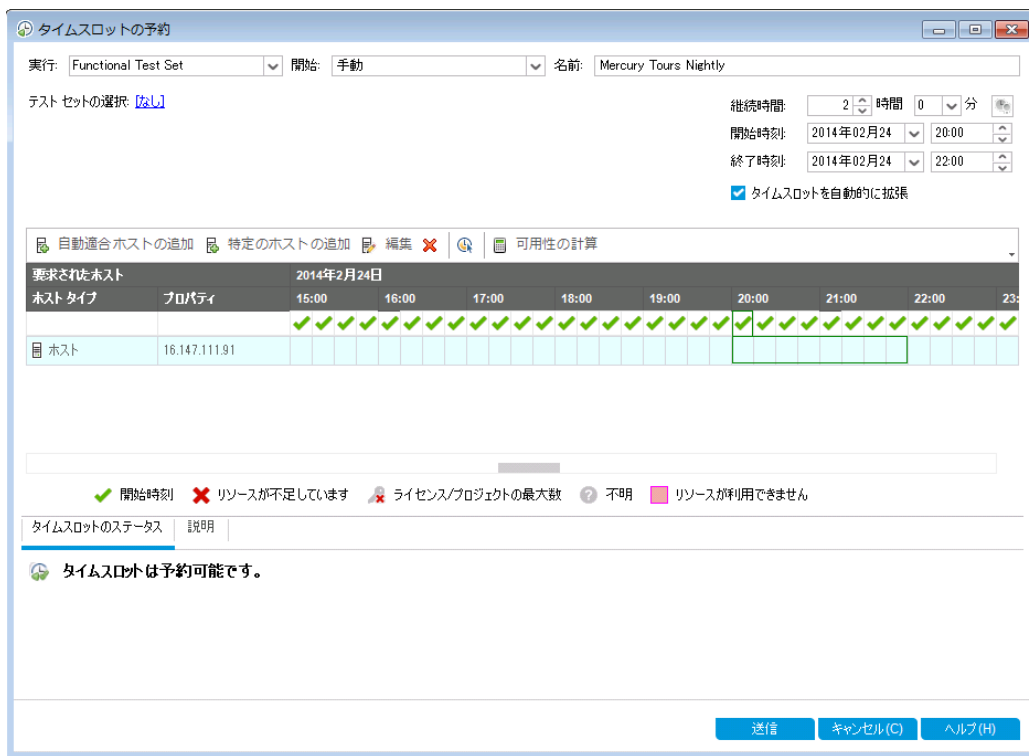 タイムスロットの予約
実行: Functional Test Set 開始: 手動 名前: Mercury Tours Nightly
テスト セットの選択: [なし]
継続時間: 2 時間 0 分
開始時刻: 2014年02月24 20:00
終了時刻: 2014年02月24 22:00
タイムスロットを自動的に拡張
自動適合ホストの追加 特定のホストの追加 編集 可用性の計算
要求されたホスト 2014年2月24日
ホスト タイプ プロパティ 15:00 16:00 17:00 18:00 19:00 20:00 21:00 22:00 23:
ホスト 16.147.111.91
開始時刻 リソースが不足しています ライセンス/プロジェクトの最大数 不明 リソースが利用できません
タイムスロットのステータス 説明
タイムスロットは予約可能です。
送信 キャンセル(C) ヘルプ(H)